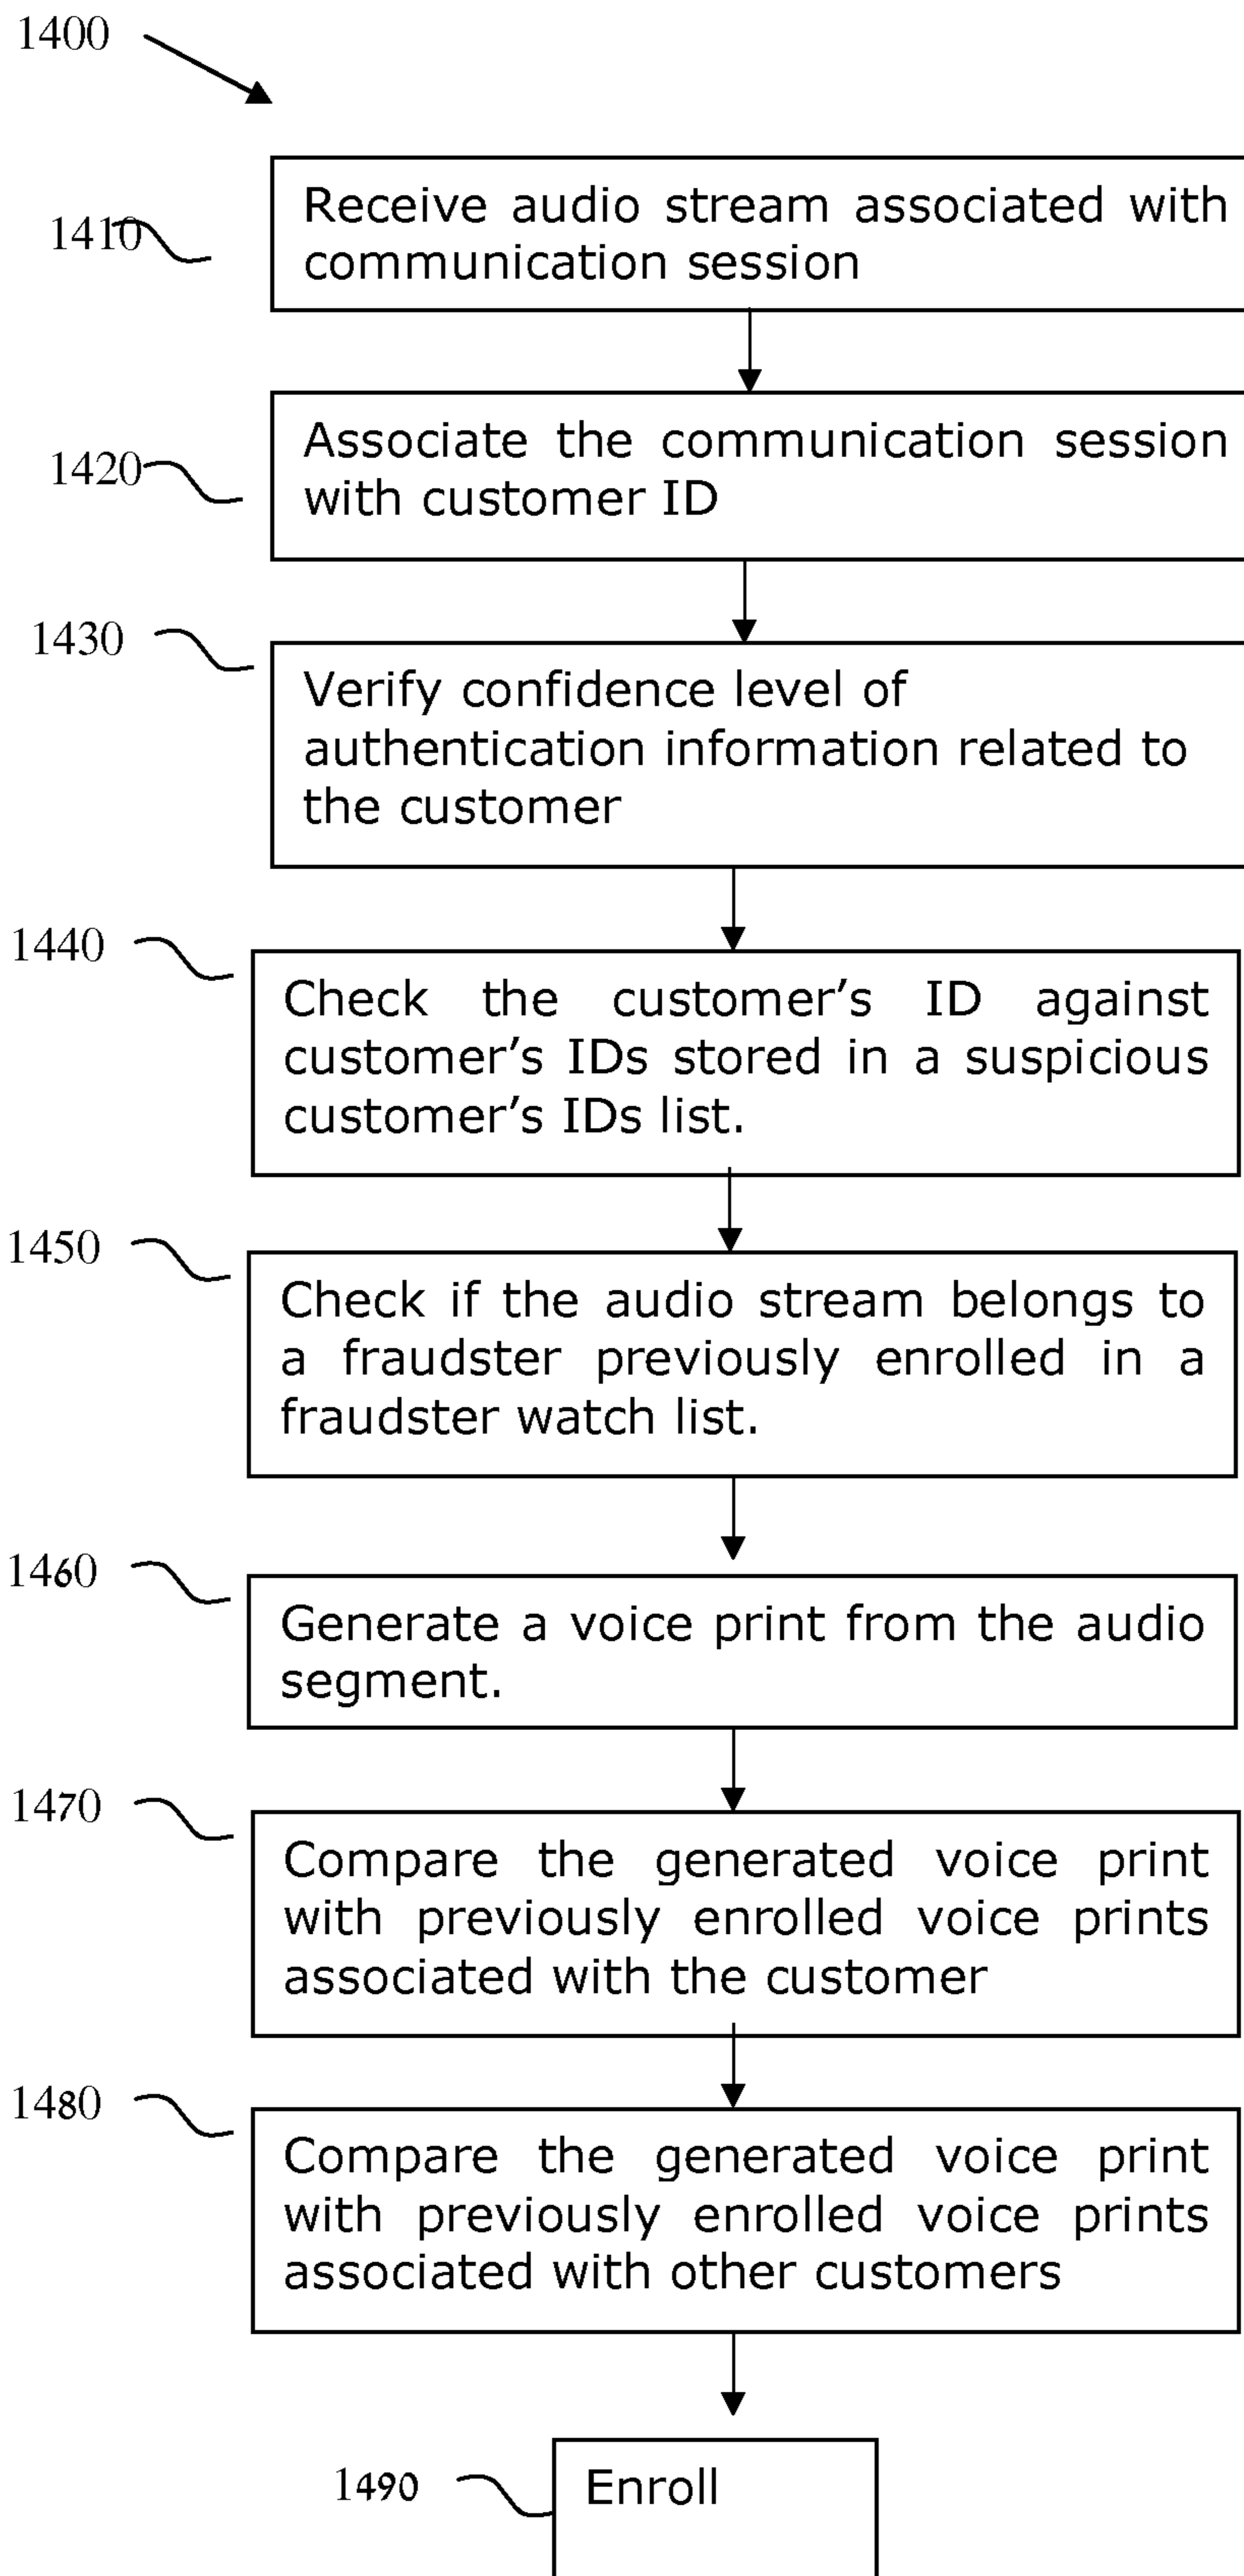 1400
1410
Receive audio stream associated with
communication session
1420
Associate the communication session
with customer ID
1430
Verify confidence level of
authentication information related to
the customer
1440
Check the customer’s ID against
customer’s IDs stored in a suspicious
customer’s IDs list.
1450
Check if the audio stream belongs to
a fraudster previously enrolled in a
fraudster watch list.
1460
Generate a voice print from the audio
segment.
1470
Compare the generated voice print
with previously enrolled voice prints
associated with the customer
1480
Compare the generated voice print
with previously enrolled voice prints
associated with other customers
1490
Enroll